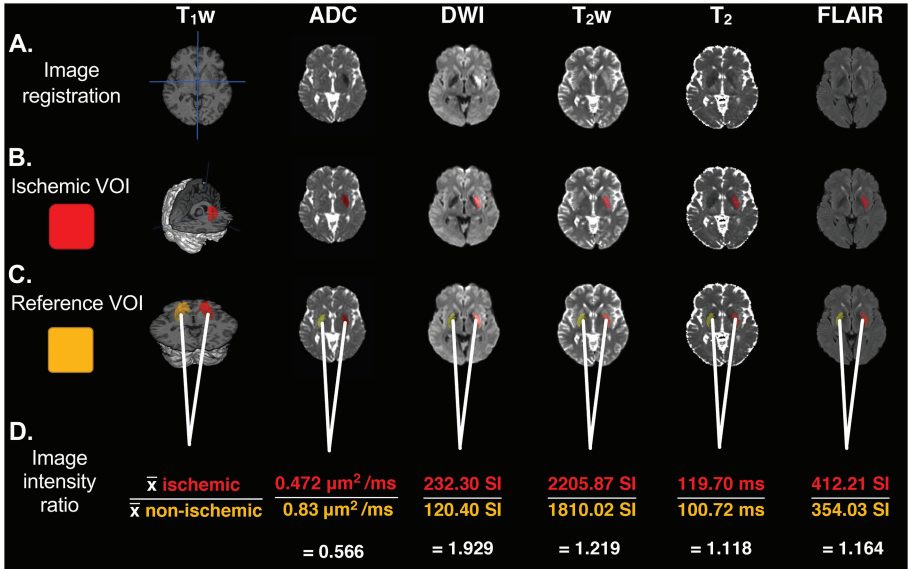 T₁w ADC DWI T₂w T₂ FLAIR
A.
Image
registration
B.
Ischemic VOI
C.
Reference VOI
D.
Image
intensity
ratio
x̄ ischemic 0.472 µm²/ms 232.30 SI 2205.87 SI 119.70 ms 412.21 SI
x̄ non-ischemic 0.83 µm²/ms 120.40 SI 1810.02 SI 100.72 ms 354.03 SI
= 0.566 = 1.929 = 1.219 = 1.118 = 1.164